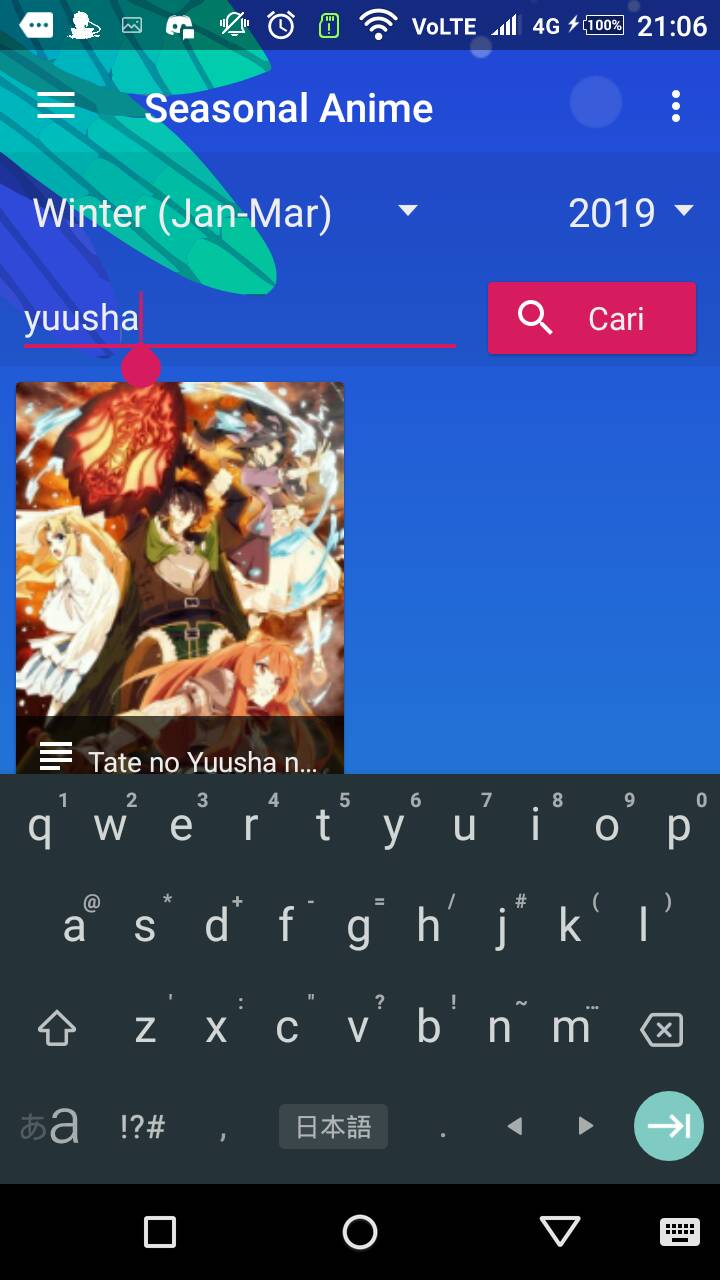 VoLTE 4G 100% 21:06
Seasonal Anime
Winter (Jan-Mar) 2019
yuusha Cari
Tate no Yuusha n...
1 2 3 4 5 6 7 8 9 0
q w e r t y u i o p
@ * + - = / # ( )
a s d f g h j k l
' : " ? ! ~ …
z x c v b n m
あa !?# , 日本語 .